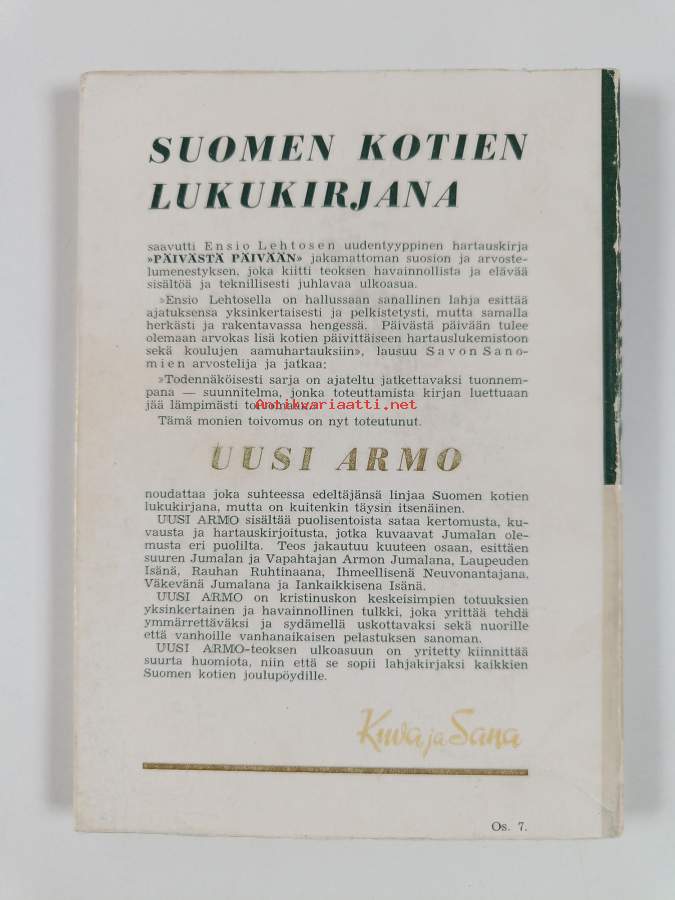 SUOMEN KOTIEN
LUKUKIRJANA
saavutti Ensio Lehtosen uudentyyppinen hartauskirja
»PÄIVÄSTÄ PÄIVÄÄN» jakamattoman suosion ja arvoste-
lumenestyksen, joka kiitti teoksen havainnollista ja elävää
sisältöä ja teknillisesti juhlavaa ulkoasua.
»Ensio Lehtosella on hallussaan sanallinen lahja esittää
ajatuksensa yksinkertaisesti ja pelkistetysti, mutta samalla
herkästi ja rakentavassa hengessä. Päivästä päivään tulee
olemaan arvokas lisä kotien päivittäiseen hartauslukemistoon
sekä koulujen aamuhartauksiin», lausuu Savon Sano-
mien arvostelija ja jatkaa:
»Todennäköisesti sarja on ajateltu jatkettavaksi tuonnem-
pana — suunnitelma, jonka toteuttamista kirjan luettuaan
jää lämpimästi
Antikvariaatti.net
Tämä monien toivomus on nyt toteutunut.
UUSI ARMO
noudattaa joka suhteessa edeltäjänsä linjaa Suomen kotien
lukukirjana, mutta on kuitenkin täysin itsenäinen.
UUSI ARMO sisältää puolisentoista sataa kertomusta, ku-
vausta ja hartauskirjoitusta, jotka kuvaavat Jumalan ole-
musta eri puolilta. Teos jakautuu kuuteen osaan, esittäen
suuren Jumalan ja Vapahtajan Armon Jumalana, Laupeuden
Isänä, Rauhan Ruhtinaana, Ihmeellisenä Neuvonantajana,
Väkevänä Jumalana ja Iankaikkisena Isänä.
UUSI ARMO on kristinuskon keskeisimpien totuuksien
yksinkertainen ja havainnollinen tulkki, joka yrittää tehdä
ymmärrettäväksi ja sydämellä uskottavaksi sekä nuorille
että vanhoille vanhanaikaisen pelastuksen sanoman.
UUSI ARMO-teoksen ulkoasuun on yritetty kiinnittää
suurta huomiota, niin että se sopii lahjakirjaksi kaikkien
Suomen kotien joulupöydille.
Kuva ja Sana
Os. 7.